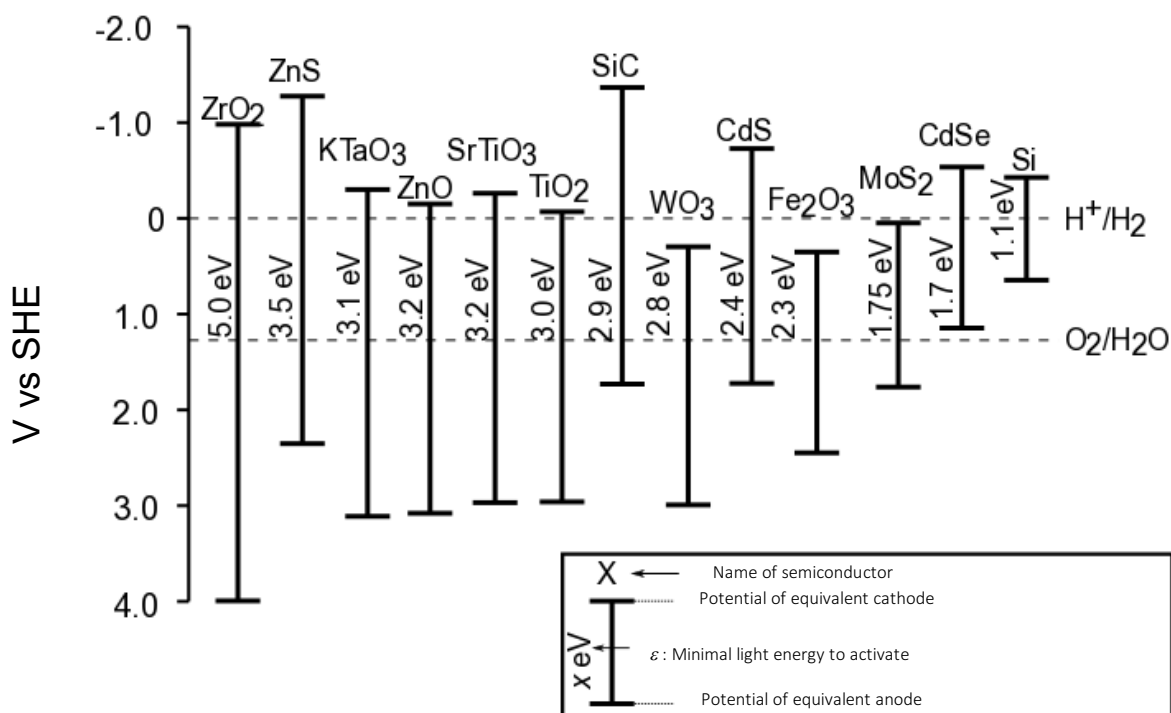 -2.0
-1.0
0
1.0
2.0
3.0
4.0
V vs SHE
ZrO2
5.0 eV
ZnS
3.5 eV
KTaO3
3.1 eV
ZnO
3.2 eV
SrTiO3
3.2 eV
TiO2
3.0 eV
SiC
2.9 eV
WO3
2.8 eV
CdS
2.4 eV
Fe2O3
2.3 eV
MoS2
1.75 eV
CdSe
1.7 eV
Si
1.1 eV
H+/H2
O2/H2O
X
Name of semiconductor
Potential of equivalent cathode
x eV
ε : Minimal light energy to activate
Potential of equivalent anode